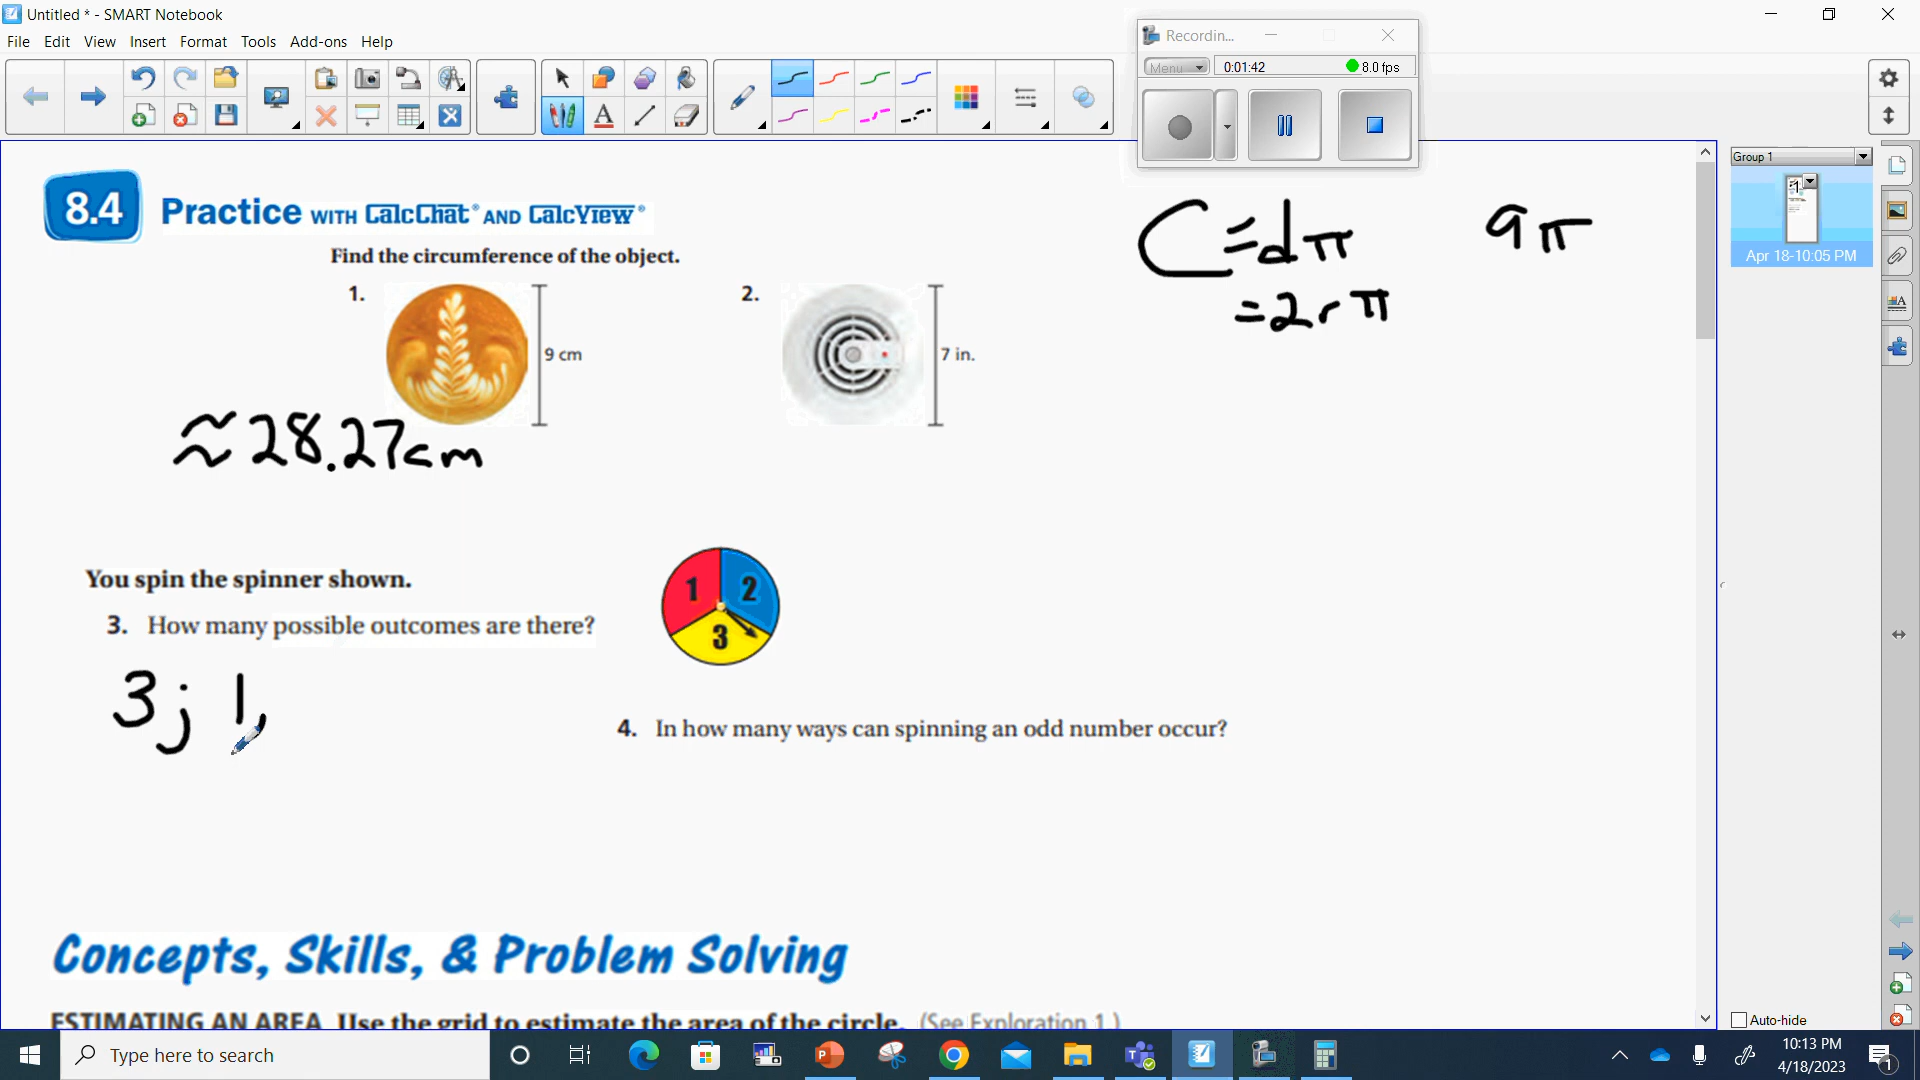 Untitled * - SMART Notebook
File Edit View Insert Format Tools Add-ons Help
Recordin...
Menu 0:01:42 8.0 fps
Group 1
1
Apr 18-10:05 PM
8.4 Practice WITH CalcChat® AND CalcView®
C=dπ 9π
=2rπ
Find the circumference of the object.
1. 9 cm
2. 7 in.
≈28.27cm
You spin the spinner shown.
1 2 3
3. How many possible outcomes are there?
3; 1,
4. In how many ways can spinning an odd number occur?
Concepts, Skills, & Problem Solving
ESTIMATING AN AREA Use the grid to estimate the area of the circle. (See Exploration 1.)
Auto-hide
Type here to search
10:13 PM
4/18/2023
1